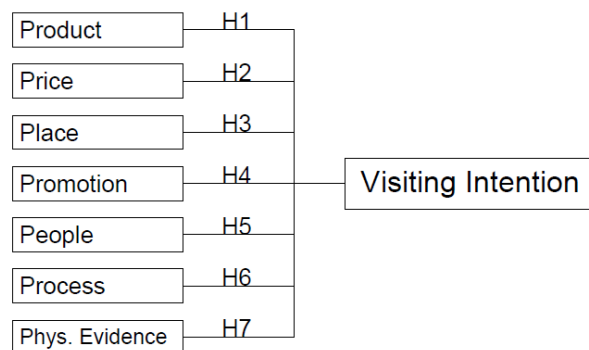 Product H1
Price H2
Place H3
Promotion H4
Visiting Intention
People H5
Process H6
Phys. Evidence H7